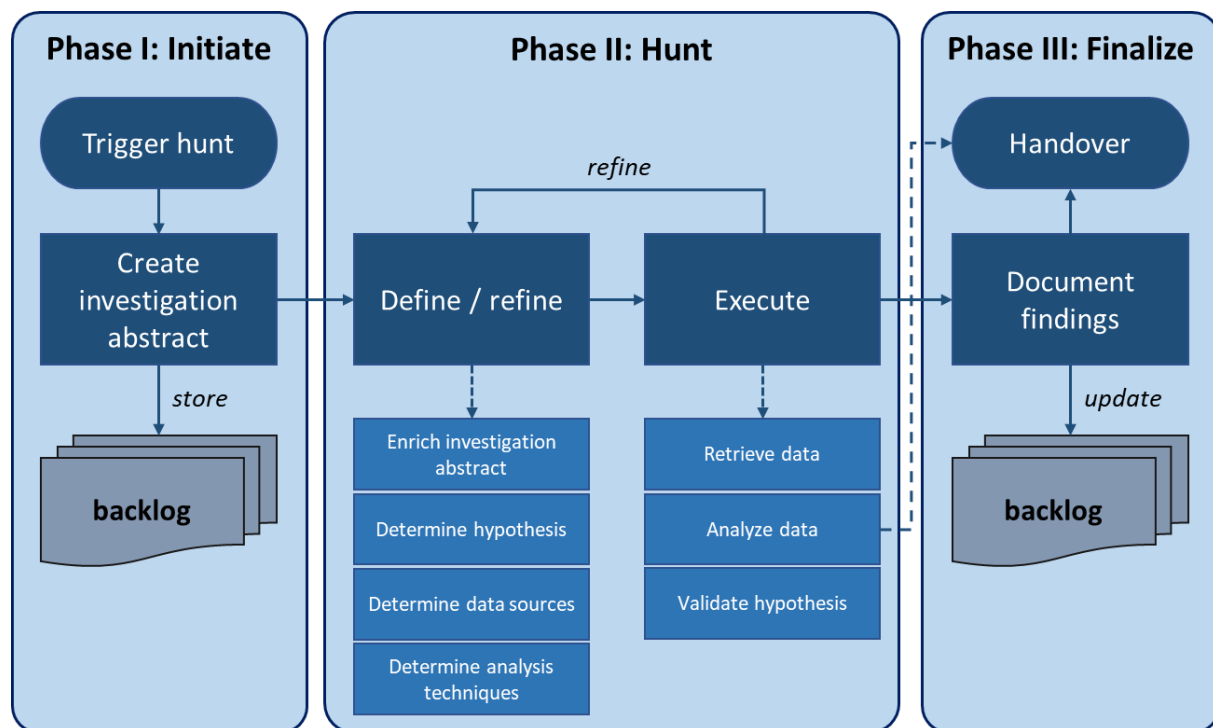 Phase I: Initiate
Trigger hunt
Create
investigation
abstract
store
backlog
Phase II: Hunt
refine
Define / refine
Execute
Enrich investigation
abstract
Determine hypothesis
Determine data sources
Determine analysis
techniques
Retrieve data
Analyze data
Validate hypothesis
Phase III: Finalize
Handover
Document
findings
update
backlog